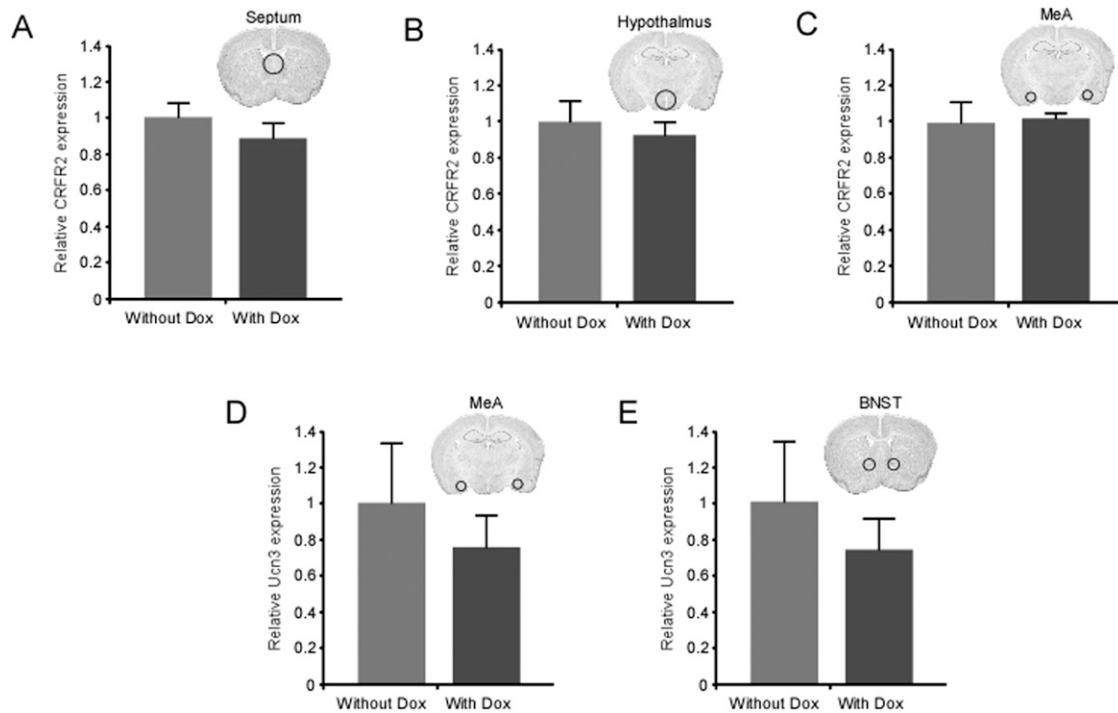 A
Septum
Relative CRFR2 expression
1.4
1.2
1
0.8
0.6
0.4
0.2
0
Without Dox With Dox
B
Hypothalmus
Relative CRFR2 expression
1.4
1.2
1
0.8
0.6
0.4
0.2
0
Without Dox With Dox
C
MeA
Relative CRFR2 expression
1.4
1.2
1
0.8
0.6
0.4
0.2
0
Without Dox With Dox
D
MeA
Relative Ucn3 expression
1.4
1.2
1
0.8
0.6
0.4
0.2
0
Without Dox With Dox
E
BNST
Relative Ucn3 expression
1.4
1.2
1
0.8
0.6
0.4
0.2
0
Without Dox With Dox